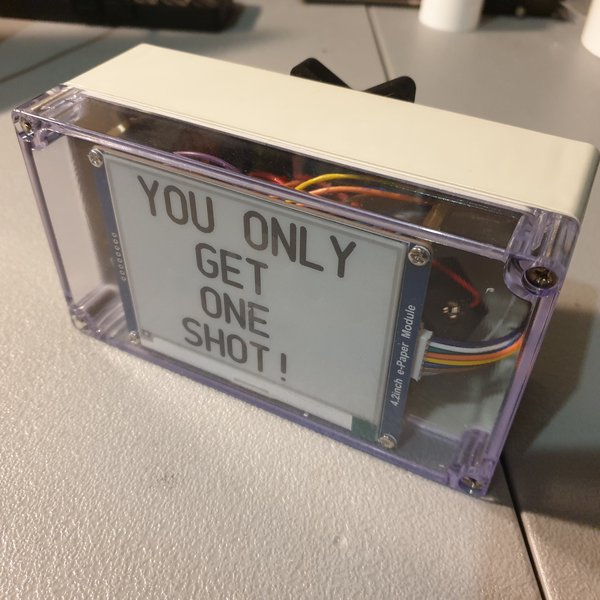 YOU ONLY
GET
ONE
SHOT!
4.2inch e-Paper Module